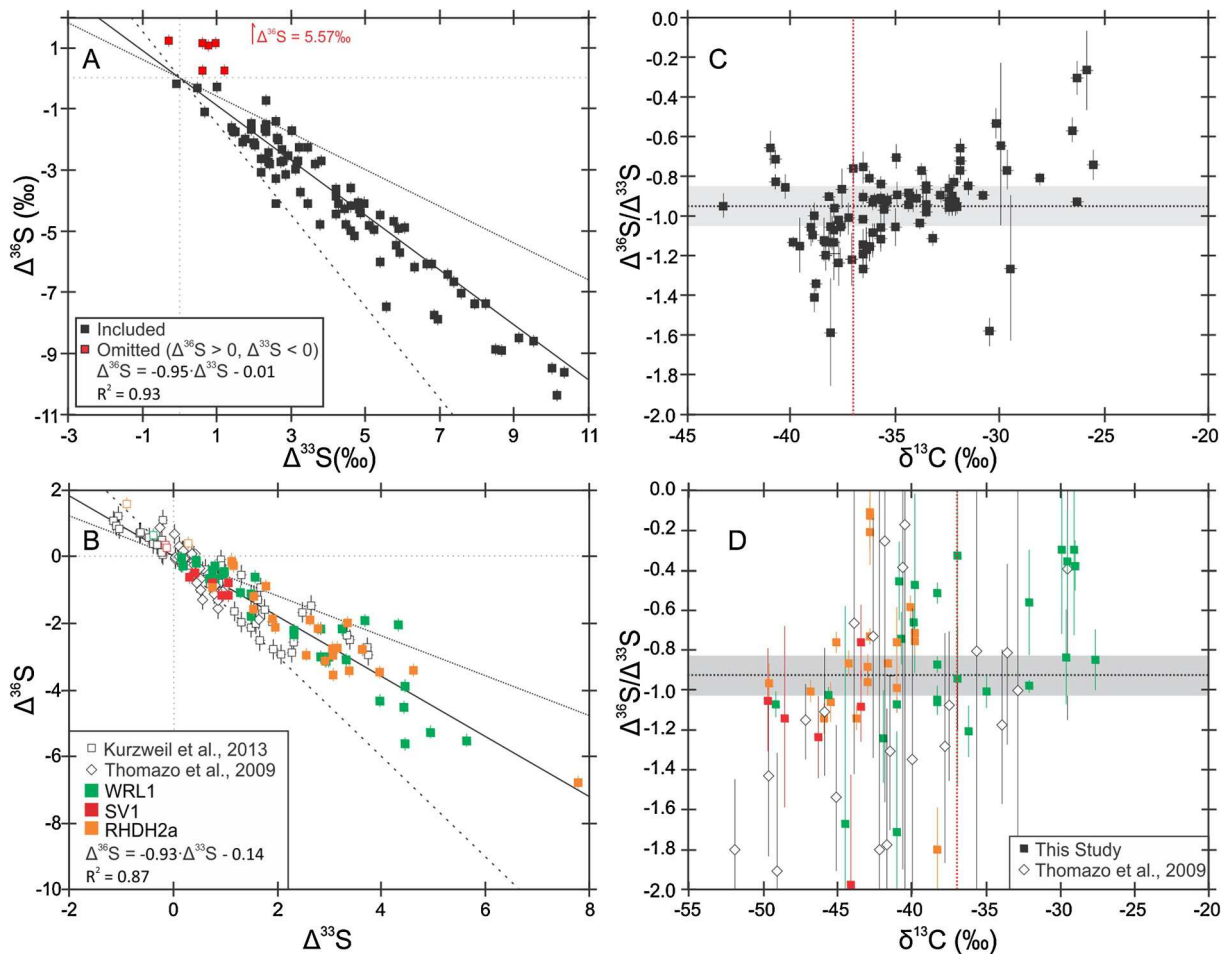 A
Δ³⁶S = 5.57‰
1
-1
-3
-5
-7
-9
-11
Δ³⁶S (‰)
Included
Omitted (Δ³⁶S > 0, Δ³³S < 0)
Δ³⁶S = -0.95·Δ³³S - 0.01
R² = 0.93
-3 -1 1 3 5 7 9 11
Δ³³S(‰)
C
0.0
-0.2
-0.4
-0.6
-0.8
-1.0
-1.2
-1.4
-1.6
-1.8
-2.0
Δ³⁶S/Δ³³S
-45 -40 -35 -30 -25 -20
δ¹³C (‰)
B
2
0
-2
-4
-6
-8
-10
Δ³⁶S
Kurzweil et al., 2013
Thomazo et al., 2009
WRL1
SV1
RHDH2a
Δ³⁶S = -0.93·Δ³³S - 0.14
R² = 0.87
-2 0 2 4 6 8
Δ³³S
D
0.0
-0.2
-0.4
-0.6
-0.8
-1.0
-1.2
-1.4
-1.6
-1.8
-2.0
Δ³⁶S/Δ³³S
This Study
Thomazo et al., 2009
-55 -50 -45 -40 -35 -30 -25 -20
δ¹³C (‰)